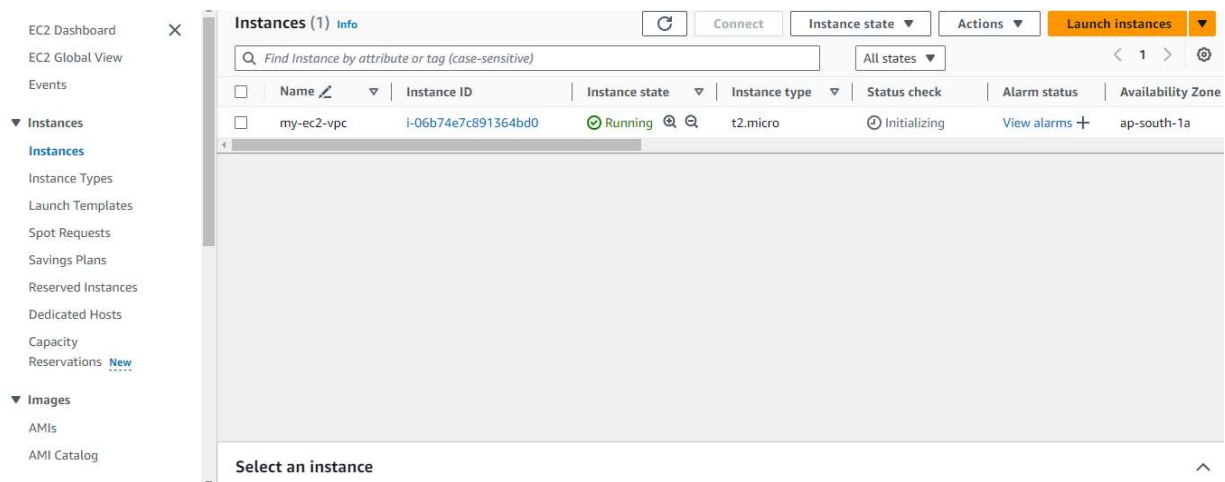 EC2 Dashboard
EC2 Global View
Events
Instances
Instances
Instance Types
Launch Templates
Spot Requests
Savings Plans
Reserved Instances
Dedicated Hosts
Capacity
Reservations New
Images
AMIs
AMI Catalog
Instances (1) Info Connect Instance state Actions Launch instances
Find Instance by attribute or tag (case-sensitive) All states 1
Name Instance ID Instance state Instance type Status check Alarm status Availability Zone
my-ec2-vpc i-06b74e7c891364bd0 Running t2.micro Initializing View alarms + ap-south-1a
Select an instance